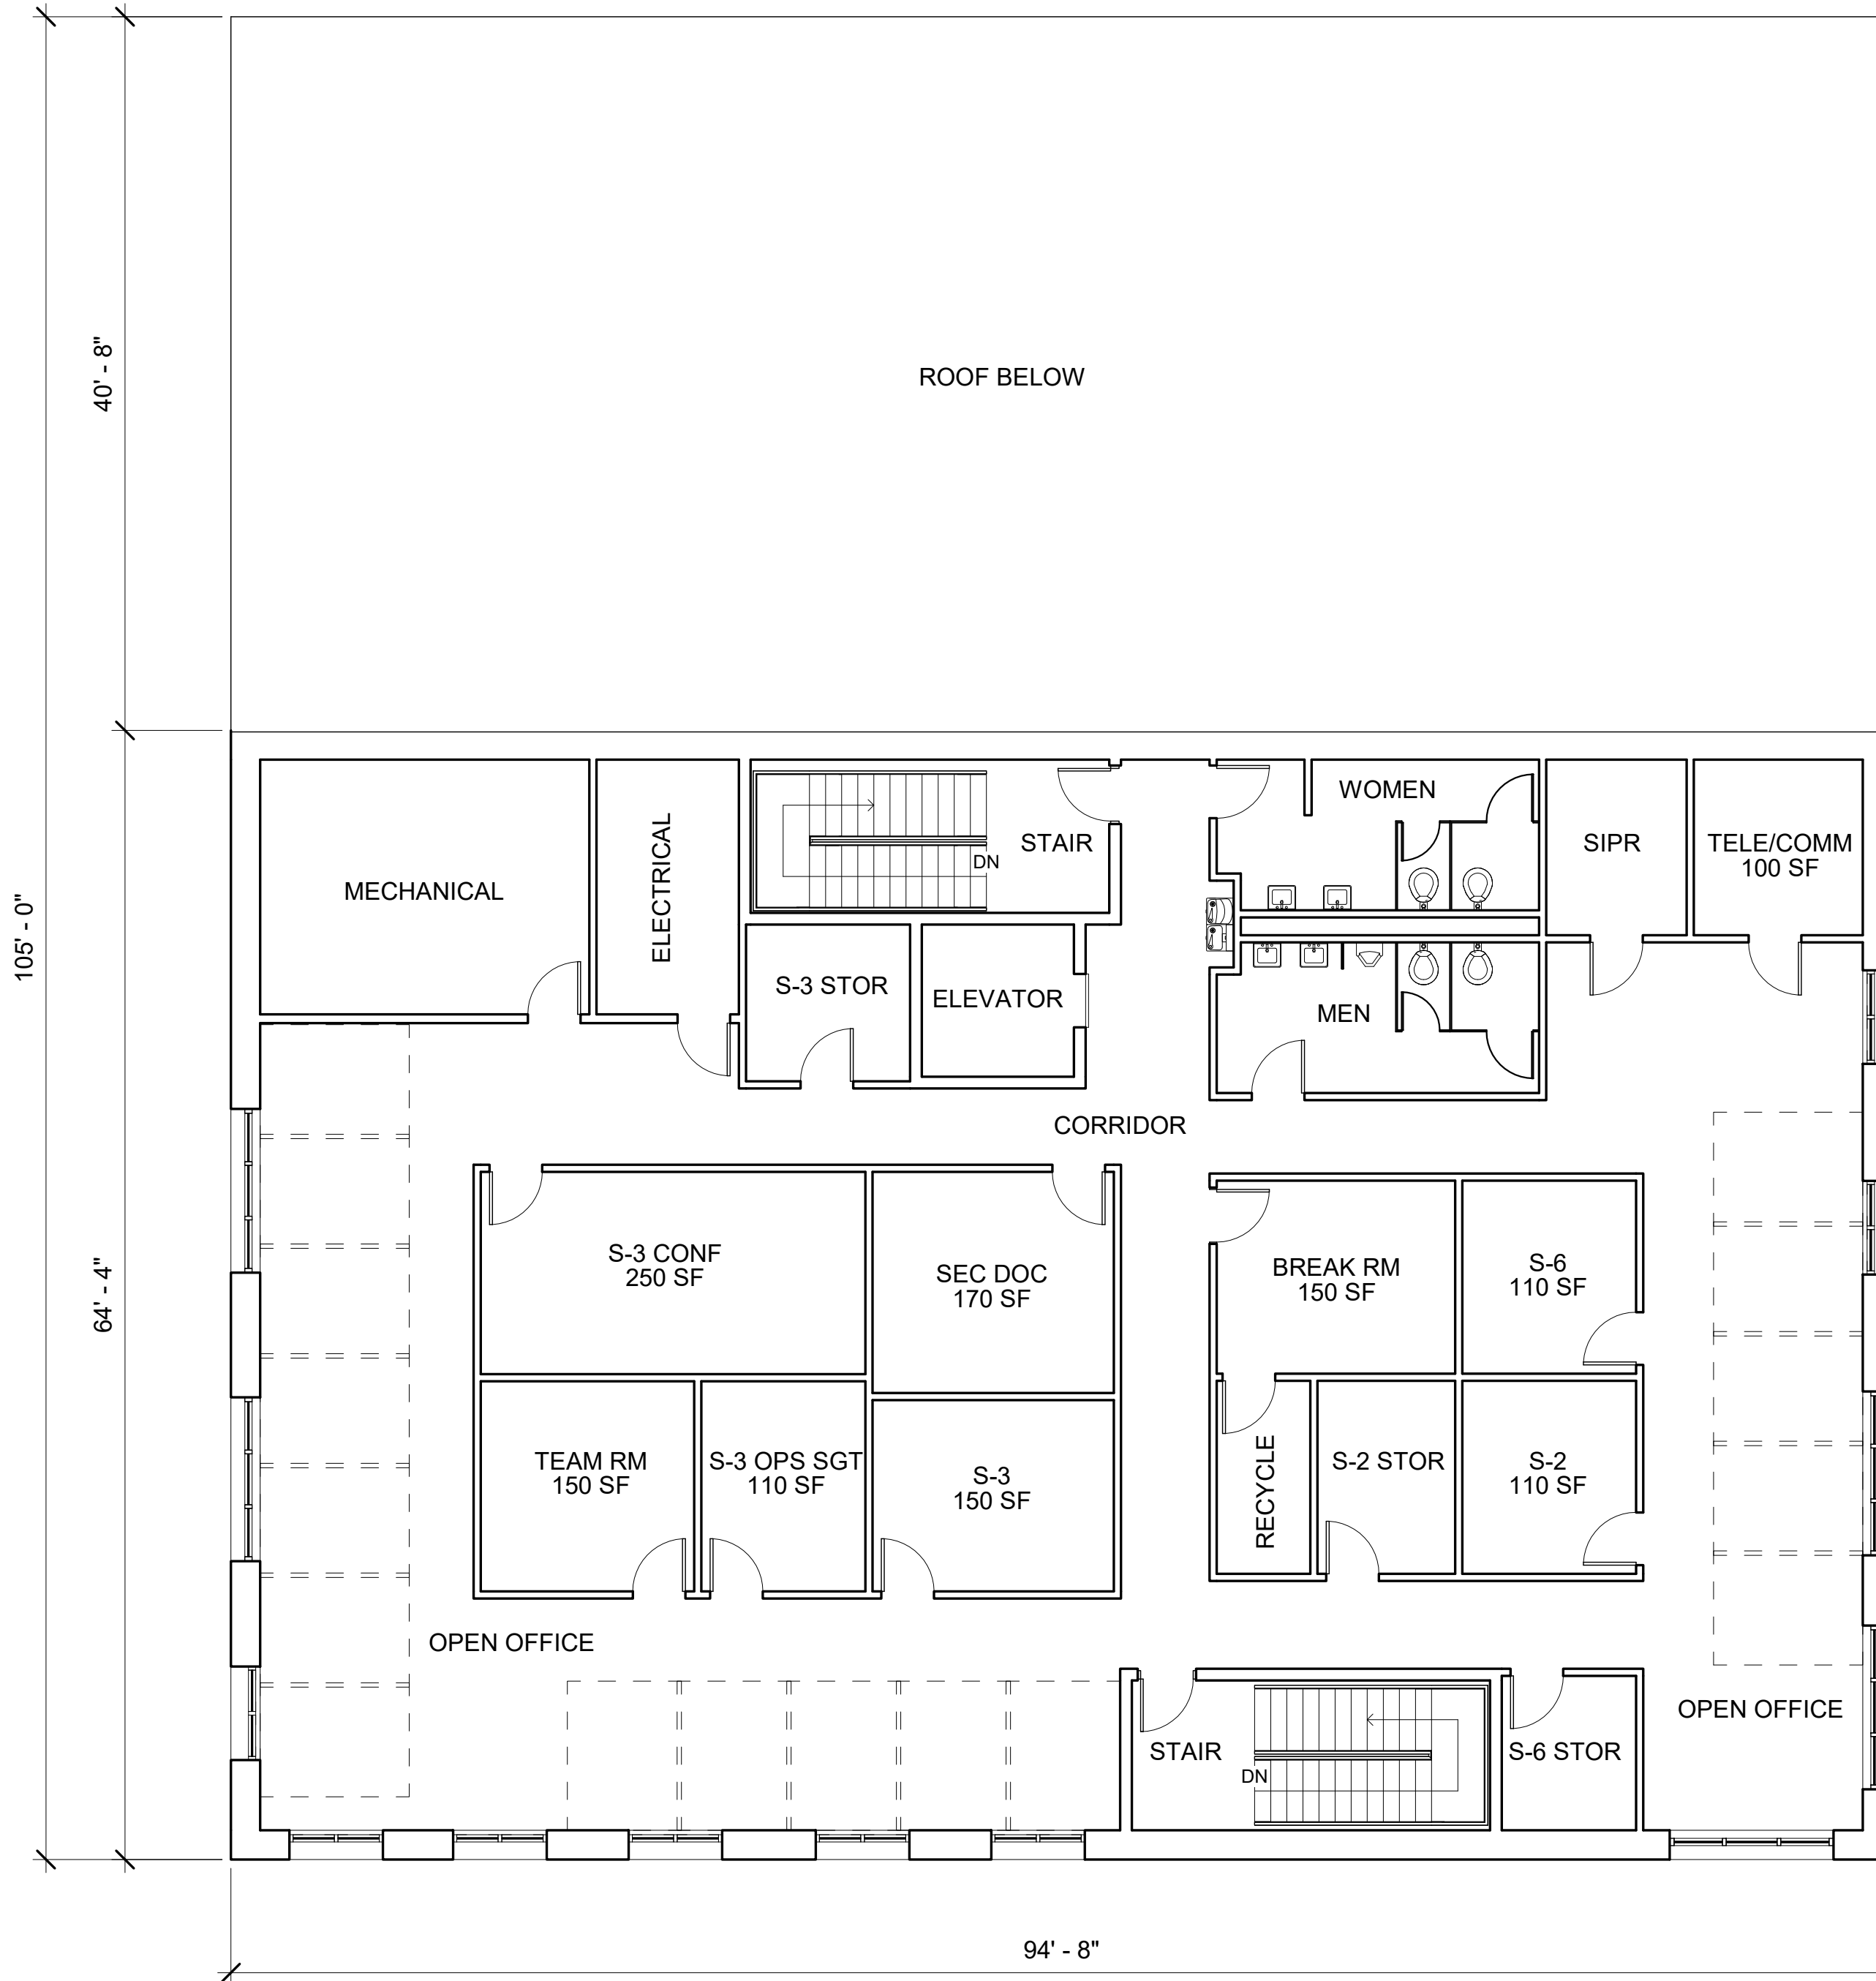 40' - 8"
ROOF BELOW
105' - 0"
64' - 4"
MECHANICAL
ELECTRICAL
STAIR
DN
WOMEN
SIPR
TELE/COMM
100 SF
S-3 STOR
ELEVATOR
MEN
CORRIDOR
S-3 CONF
250 SF
SEC DOC
170 SF
BREAK RM
150 SF
S-6
110 SF
TEAM RM
150 SF
S-3 OPS SGT
110 SF
S-3
150 SF
RECYCLE
S-2 STOR
S-2
110 SF
OPEN OFFICE
STAIR
DN
S-6 STOR
OPEN OFFICE
94' - 8"